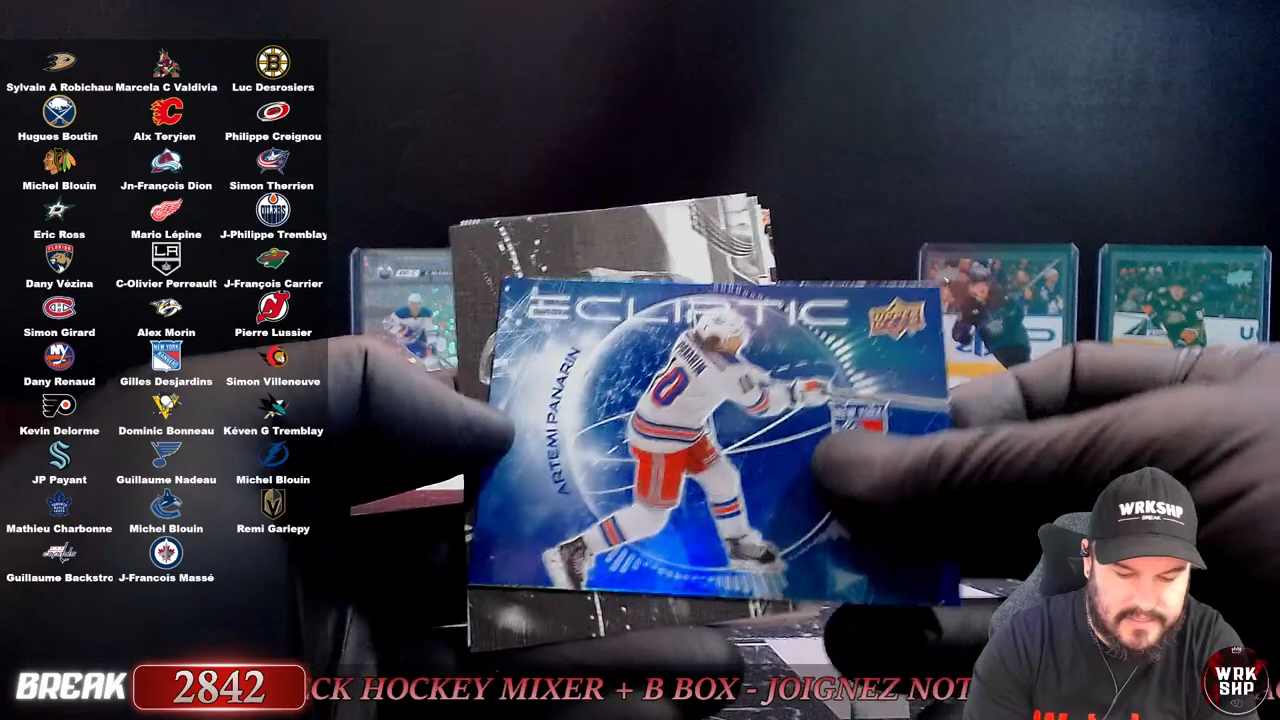 Sylvain A Robichau Marcela C Valdivia Luc Desrosiers
Hugues Boutin Alx Teryien Philippe Creignou
Michel Blouin Jn-François Dion Simon Therrien
Eric Ross Mario Lépine J-Philippe Tremblay
Dany Vézina C-Olivier Perreault J-François Carrier
Simon Girard Alex Morin Pierre Lussier
Dany Renaud Gilles Desjardins Simon Villeneuve
Kevin Delorme Dominic Bonneau Kéven G Tremblay
JP Payant Guillaume Nadeau Michel Blouin
Mathieu Charbonne Michel Blouin Remi Gariepy
Guillaume Backstro J-Francois Massé
ECLIPTIC
UPPER DECK
ARTEMI PANARIN
PANARIN
10
WRKSHP
BREAK
BREAK 2842
CK HOCKEY MIXER + B BOX - JOIGNEZ NOT
WRK
SHP